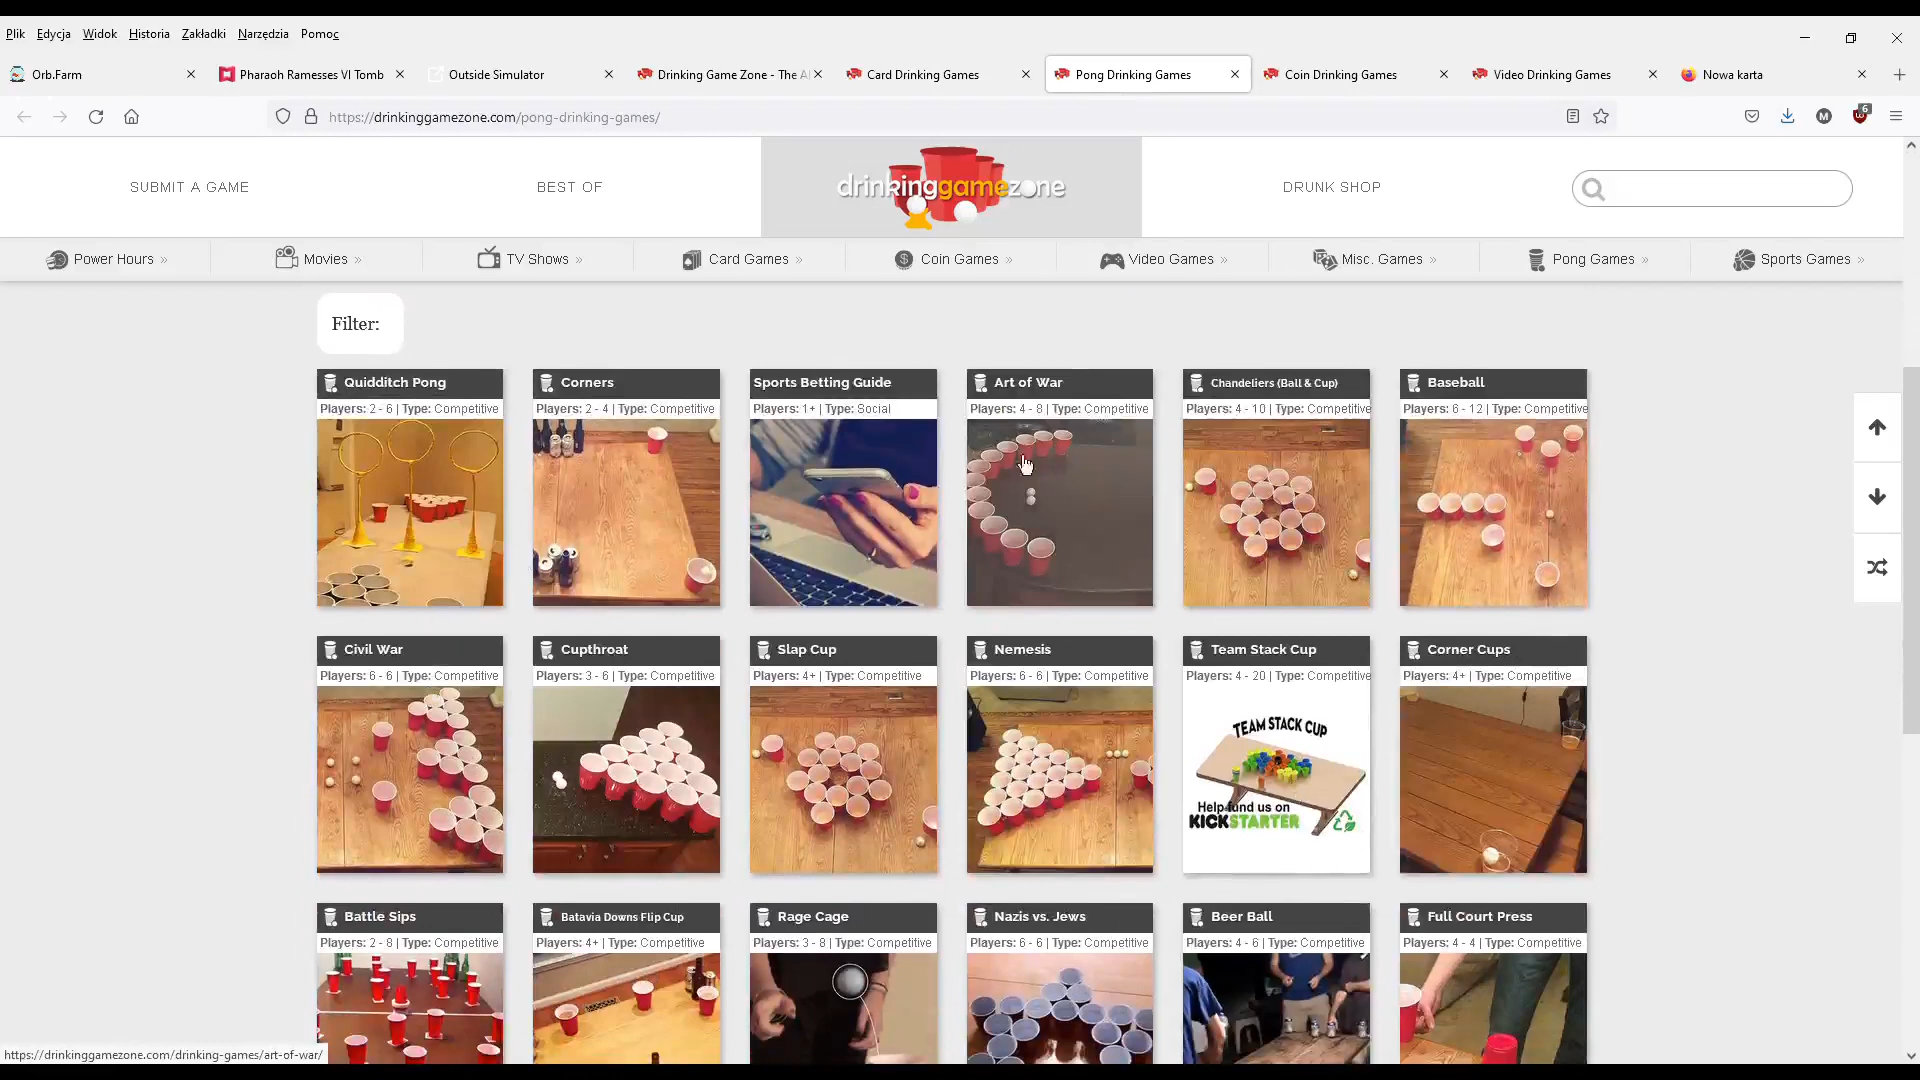 Plik Edycja Widok Historia Zakładki Narzędzia Pomoc
Orb.Farm
Pharaoh Ramesses VI Tomb
Outside Simulator
Drinking Game Zone - The A
Card Drinking Games
Pong Drinking Games
Coin Drinking Games
Video Drinking Games
Nowa karta
https://drinkinggamezone.com/pong-drinking-games/
M
6
SUBMIT A GAME
BEST OF
drinkinggamezone
DRUNK SHOP
Power Hours »
Movies »
TV Shows »
Card Games »
Coin Games »
Video Games »
Misc. Games »
Pong Games »
Sports Games »
Filter:
Quidditch Pong
Players: 2 - 6 | Type: Competitive
Corners
Players: 2 - 4 | Type: Competitive
Sports Betting Guide
Players: 1+ | Type: Social
Art of War
Players: 4 - 8 | Type: Competitive
Chandeliers (Ball & Cup)
Players: 4 - 10 | Type: Competitive
Baseball
Players: 6 - 12 | Type: Competitive
Civil War
Players: 6 - 6 | Type: Competitive
Cupthroat
Players: 3 - 6 | Type: Competitive
Slap Cup
Players: 4+ | Type: Competitive
Nemesis
Players: 6 - 6 | Type: Competitive
Team Stack Cup
Players: 4 - 20 | Type: Competitive
TEAM STACK CUP
Help fund us on
KICKSTARTER
Corner Cups
Players: 4+ | Type: Competitive
Battle Sips
Players: 2 - 8 | Type: Competitive
Batavia Downs Flip Cup
Players: 4+ | Type: Competitive
Rage Cage
Players: 3 - 8 | Type: Competitive
Nazis vs. Jews
Players: 6 - 6 | Type: Competitive
Beer Ball
Players: 4 - 6 | Type: Competitive
Full Court Press
Players: 4 - 4 | Type: Competitive
https://drinkinggamezone.com/drinking-games/art-of-war/